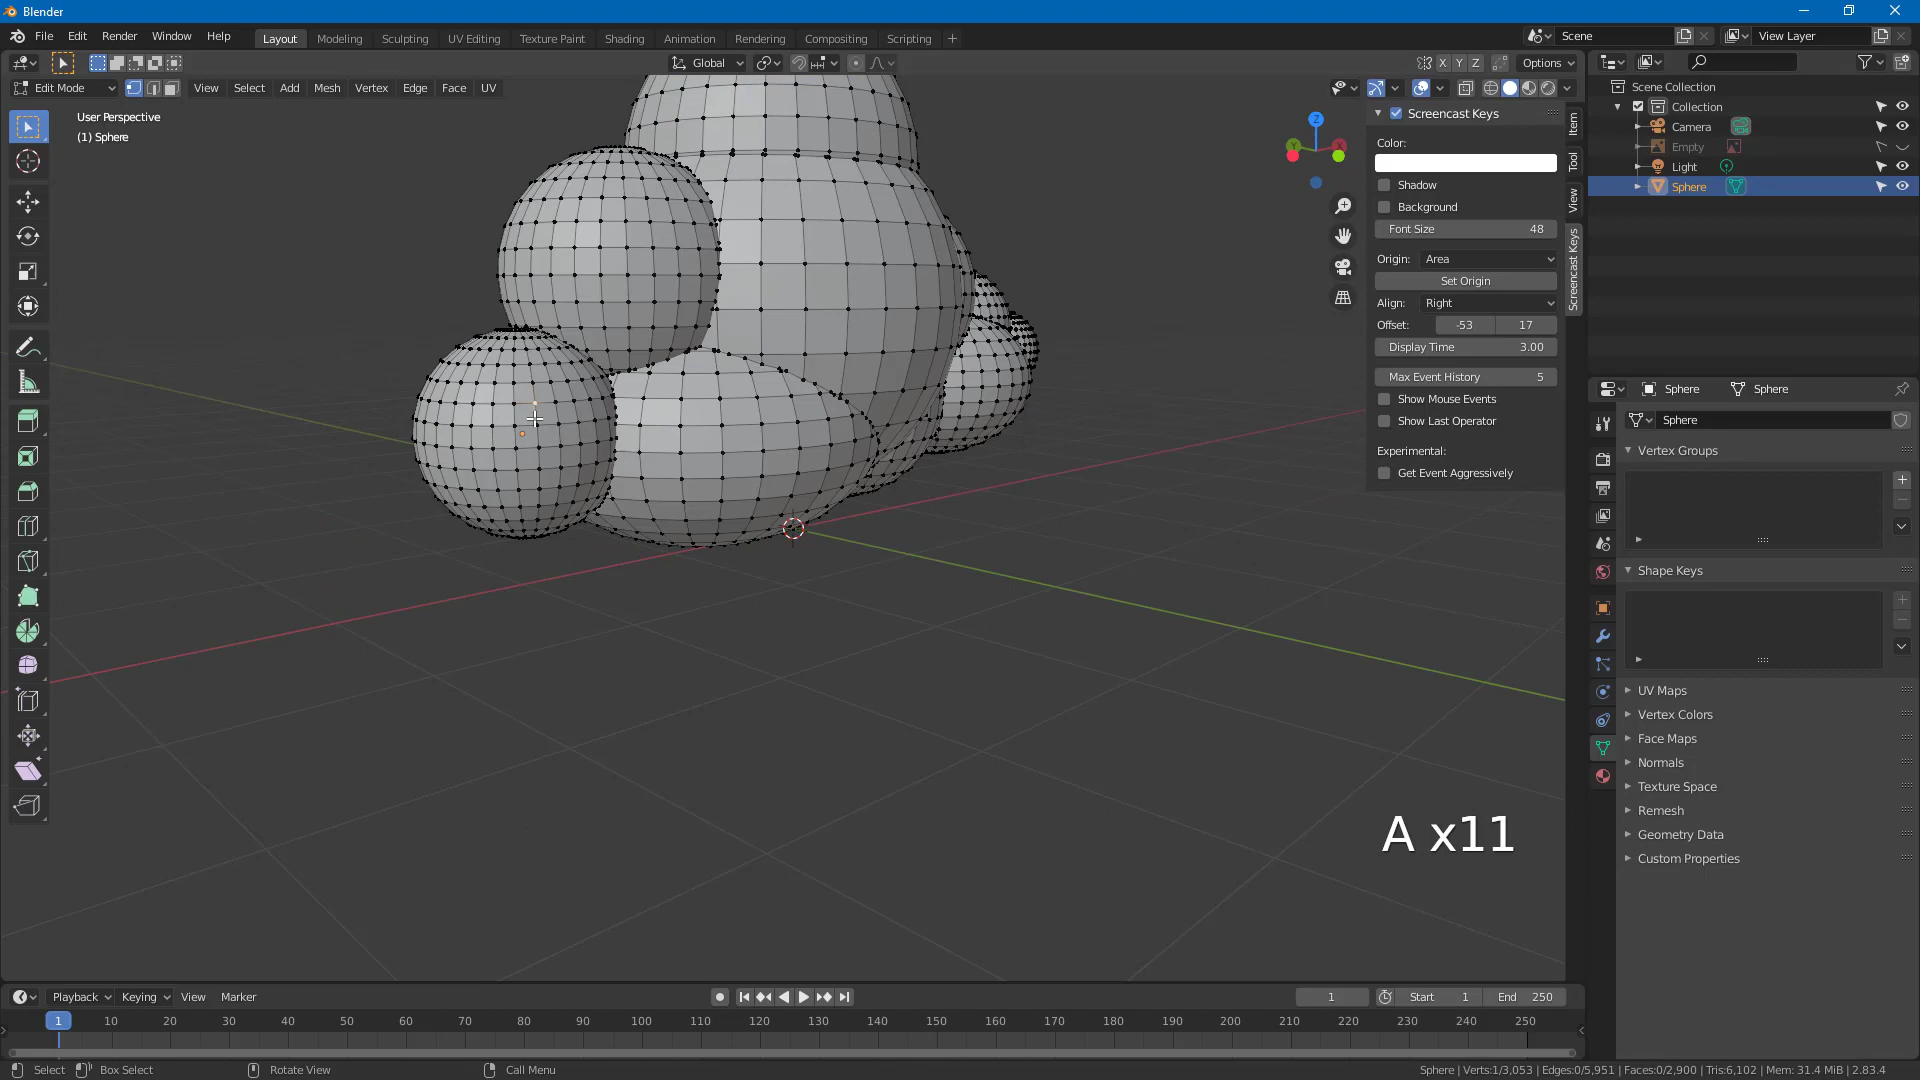 Blender
File Edit Render Window Help Layout Modeling Sculpting UV Editing Texture Paint Shading Animation Rendering Compositing Scripting + Scene View Layer
Global X Y Z Options
Edit Mode View Select Add Mesh Vertex Edge Face UV
User Perspective
(1) Sphere
Z
Y
X
Screencast Keys
Color:
Shadow
Background
Font Size 48
Origin: Area
Set Origin
Align: Right
Offset: -53 17
Display Time 3.00
Max Event History 5
Show Mouse Events
Show Last Operator
Experimental:
Get Event Aggressively
Item
Tool
View
Screencast Keys
Scene Collection
Collection
Camera
Empty
Light
Sphere
Sphere Sphere
Sphere
Vertex Groups
Shape Keys
UV Maps
Vertex Colors
Face Maps
Normals
Texture Space
Remesh
Geometry Data
Custom Properties
A x11
Playback Keying View Marker 1 Start 1 End 250
1 10 20 30 40 50 60 70 80 90 100 110 120 130 140 150 160 170 180 190 200 210 220 230 240 250
Select Box Select Rotate View Call Menu Sphere | Verts:1/3,053 | Edges:0/5,951 | Faces:0/2,900 | Tris:6,102 | Mem: 31.4 MiB | 2.83.4